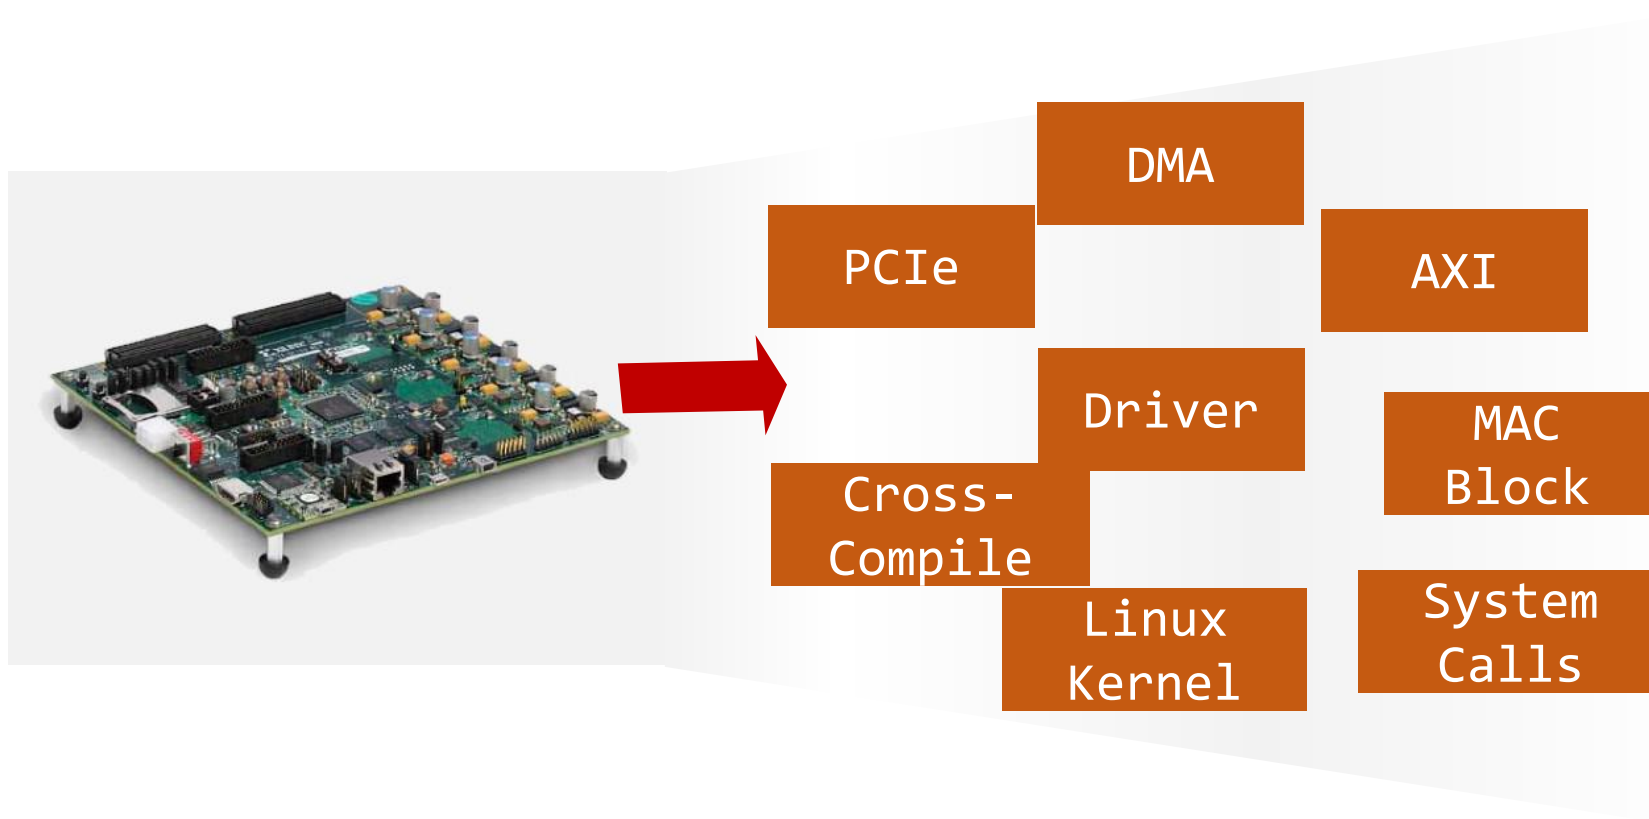 DMA
PCIe
AXI
Driver
MAC
Block
Cross-
Compile
System
Calls
Linux
Kernel